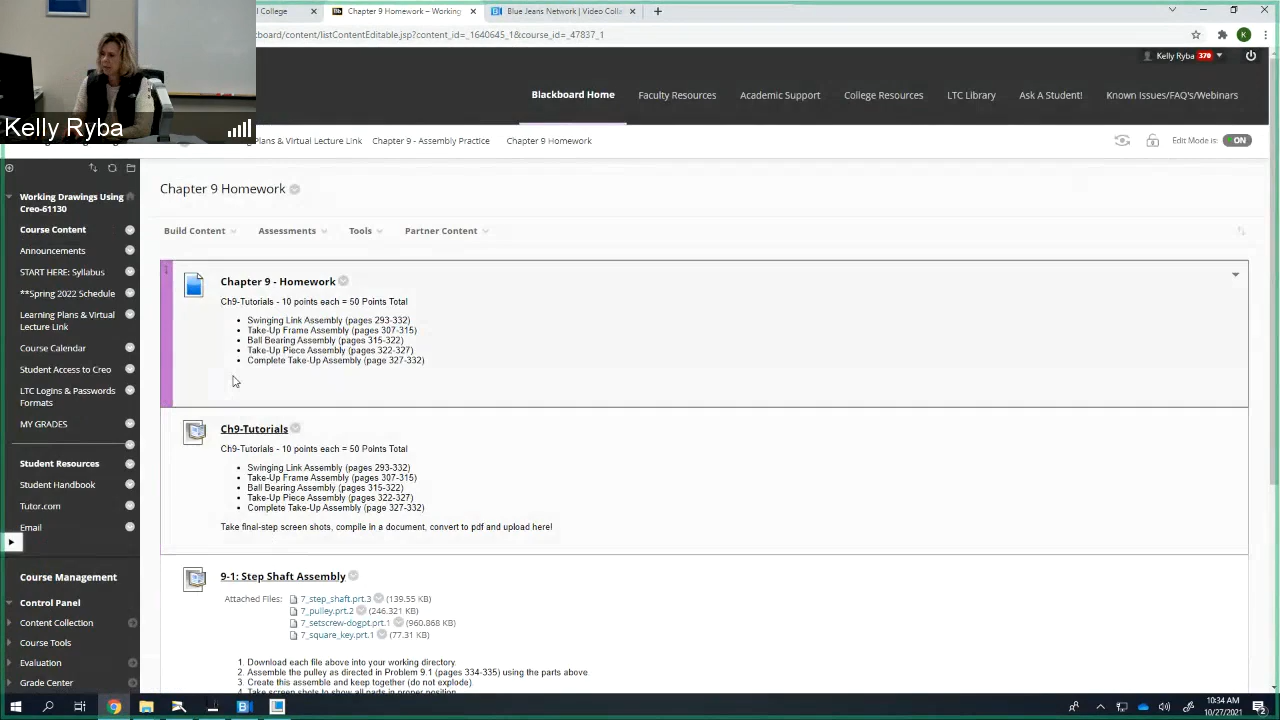 l College
Chapter 9 Homework – Working
Blue Jeans Network | Video Colla
board/content/listContentEditable.jsp?content_id=_1640645_1&course_id=_47837_1
K
Kelly Ryba 370
Blackboard Home
Faculty Resources
Academic Support
College Resources
LTC Library
Ask A Student!
Known Issues/FAQ's/Webinars
Kelly Ryba
Plans & Virtual Lecture Link
Chapter 9 - Assembly Practice
Chapter 9 Homework
Edit Mode is: ON
Working Drawings Using
Creo-61130
Course Content
Announcements
START HERE: Syllabus
**Spring 2022 Schedule
Learning Plans & Virtual
Lecture Link
Course Calendar
Student Access to Creo
LTC Logins & Passwords
Formats
MY GRADES
Student Resources
Student Handbook
Tutor.com
Email
Course Management
Control Panel
Content Collection
Course Tools
Evaluation
Grade Center
Chapter 9 Homework
Build Content
Assessments
Tools
Partner Content
Chapter 9 - Homework
Ch9-Tutorials - 10 points each = 50 Points Total
• Swinging Link Assembly (pages 293-332)
• Take-Up Frame Assembly (pages 307-315)
• Ball Bearing Assembly (pages 315-322)
• Take-Up Piece Assembly (pages 322-327)
• Complete Take-Up Assembly (page 327-332)
Ch9-Tutorials
Ch9-Tutorials - 10 points each = 50 Points Total
• Swinging Link Assembly (pages 293-332)
• Take-Up Frame Assembly (pages 307-315)
• Ball Bearing Assembly (pages 315-322)
• Take-Up Piece Assembly (pages 322-327)
• Complete Take-Up Assembly (page 327-332)
Take final-step screen shots, compile in a document, convert to pdf and upload here!
9-1: Step Shaft Assembly
Attached Files: 7_step_shaft.prt.3 (139.55 KB)
7_pulley.prt.2 (246.321 KB)
7_setscrew-dogpt.prt.1 (960.868 KB)
7_square_key.prt.1 (77.31 KB)
1. Download each file above into your working directory.
2. Assemble the pulley as directed in Problem 9.1 (pages 334-335) using the parts above
3. Create this assemble and keep together (do not explode).
4. Take screen shots to show all parts in proper position
10:34 AM
10/27/2021
2